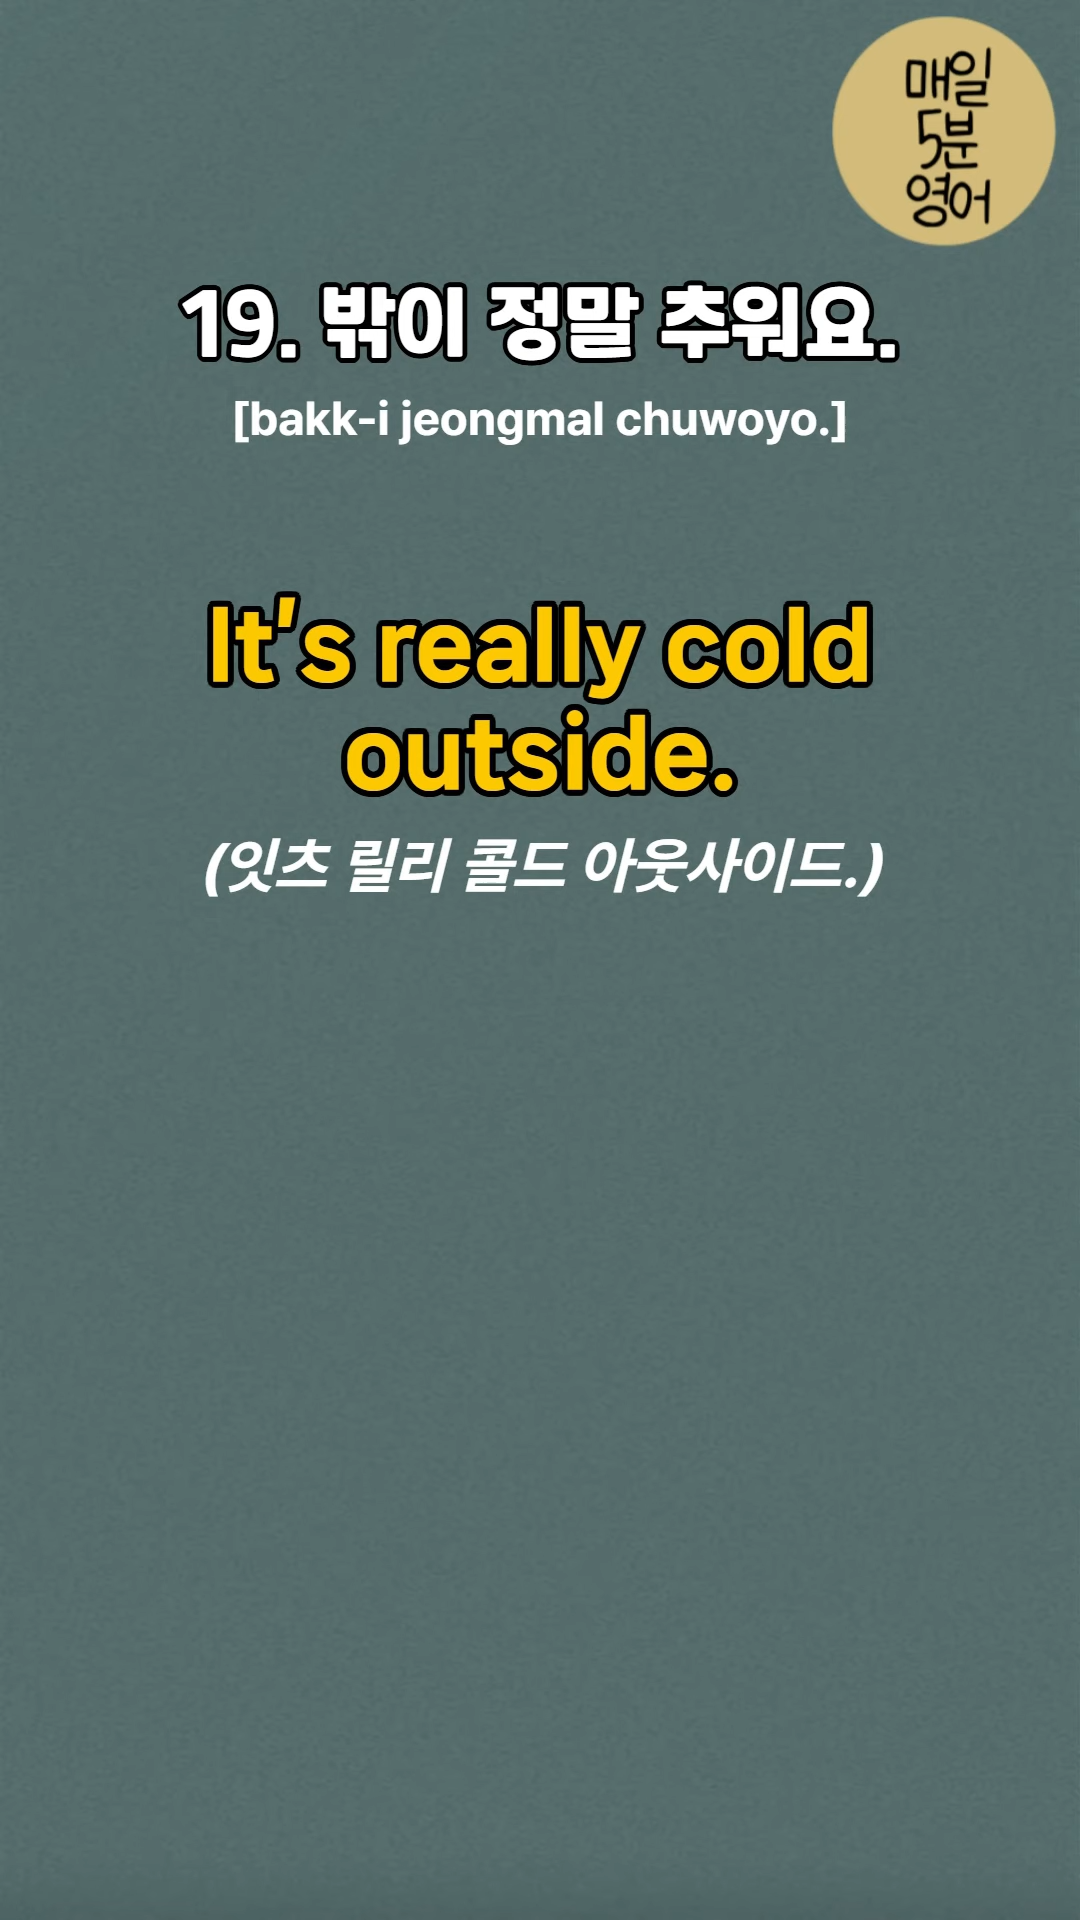 매일
5분
영어
19. 밖이 정말 추워요.
[bakk-i jeongmal chuwoyo.]
It's really cold
outside.
(잇츠 릴리 콜드 아웃사이드.)